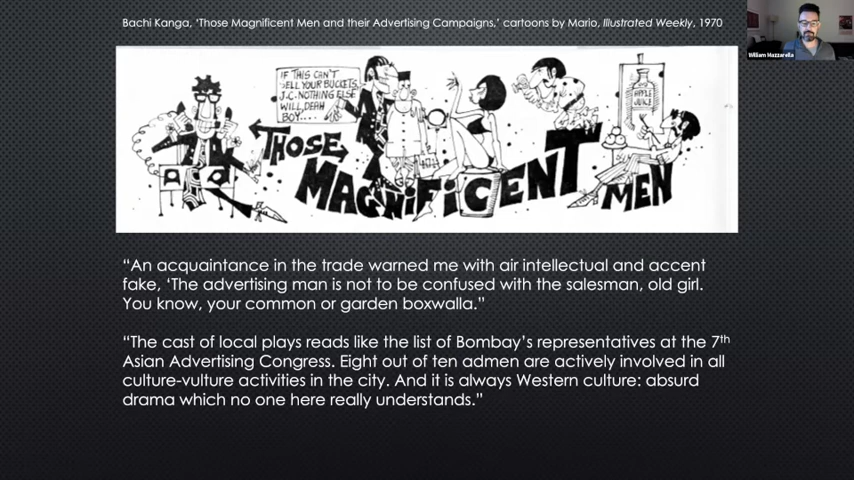 Bachi Kanga, ‘Those Magnificent Men and their Advertising Campaigns,’ cartoons by Mario, Illustrated Weekly, 1970
William Mazzarella
IF THIS CAN'T
SELL YOUR BUCKETS,
J.C. NOTHING ELSE
WILL, DEAH
BOY....
APPLE
JUICE
THOSE
MAGNIFICENT
MEN
“An acquaintance in the trade warned me with air intellectual and accent
fake, ‘The advertising man is not to be confused with the salesman, old girl.
You know, your common or garden boxwalla.”
“The cast of local plays reads like the list of Bombay’s representatives at the 7th
Asian Advertising Congress. Eight out of ten admen are actively involved in all
culture-vulture activities in the city. And it is always Western culture: absurd
drama which no one here really understands.”